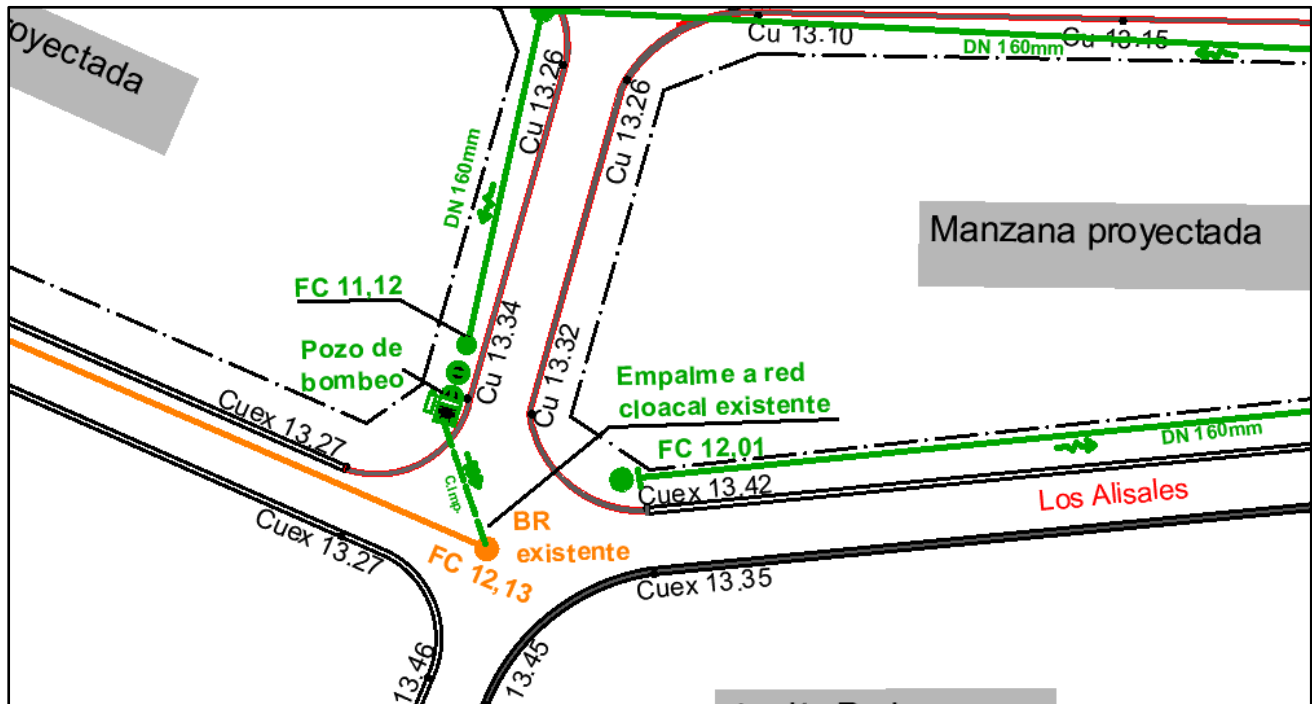 Cu 13.10
Cu 13.15
DN 160mm
oyectada
Cu 13.26
Cu 13.26
DN 160mm
Manzana proyectada
FC 11,12
Cu 13.34
Cu 13.32
Pozo de
bombeo
Empalme a red
cloacal existente
Cuex 13.27
FC 12,01
DN 160mm
C.Imp.
Cuex 13.42
Los Alisales
BR
existente
Cuex 13.27
FC 12,13
Cuex 13.35
13.46
13.45